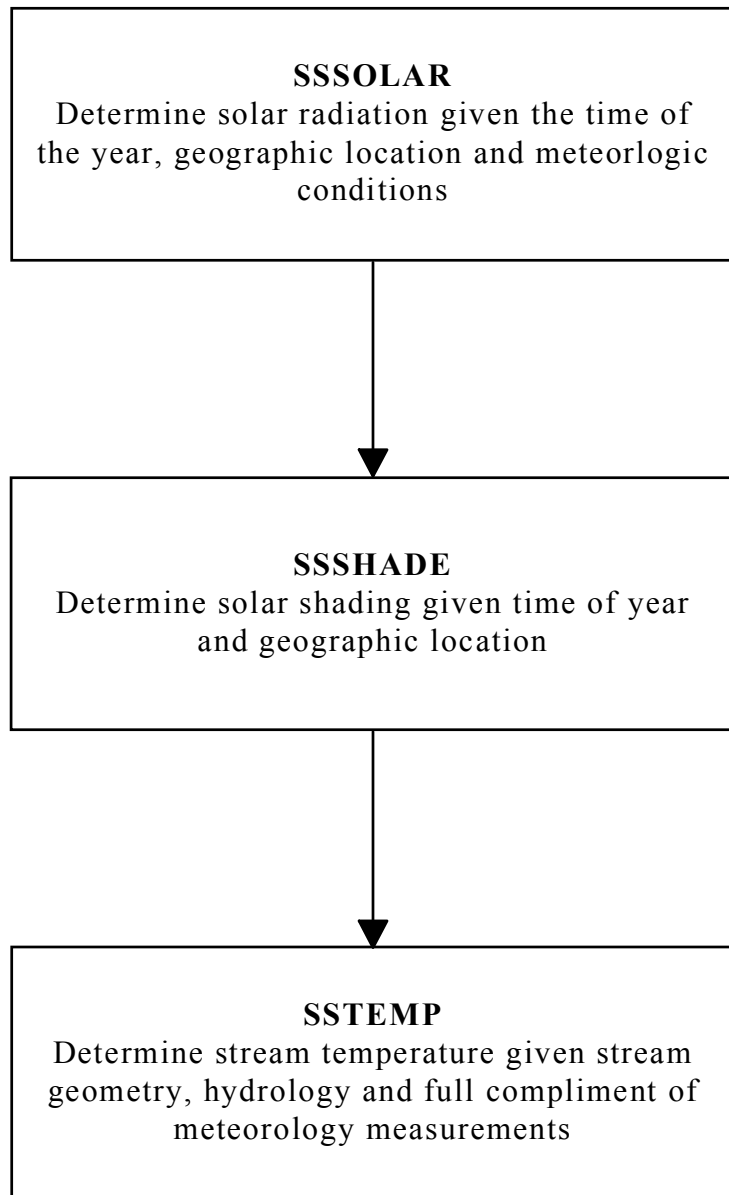 SSSOLAR
Determine solar radiation given the time of
the year, geographic location and meteorlogic
conditions
SSSHADE
Determine solar shading given time of year
and geographic location
SSTEMP
Determine stream temperature given stream
geometry, hydrology and full compliment of
meteorology measurements